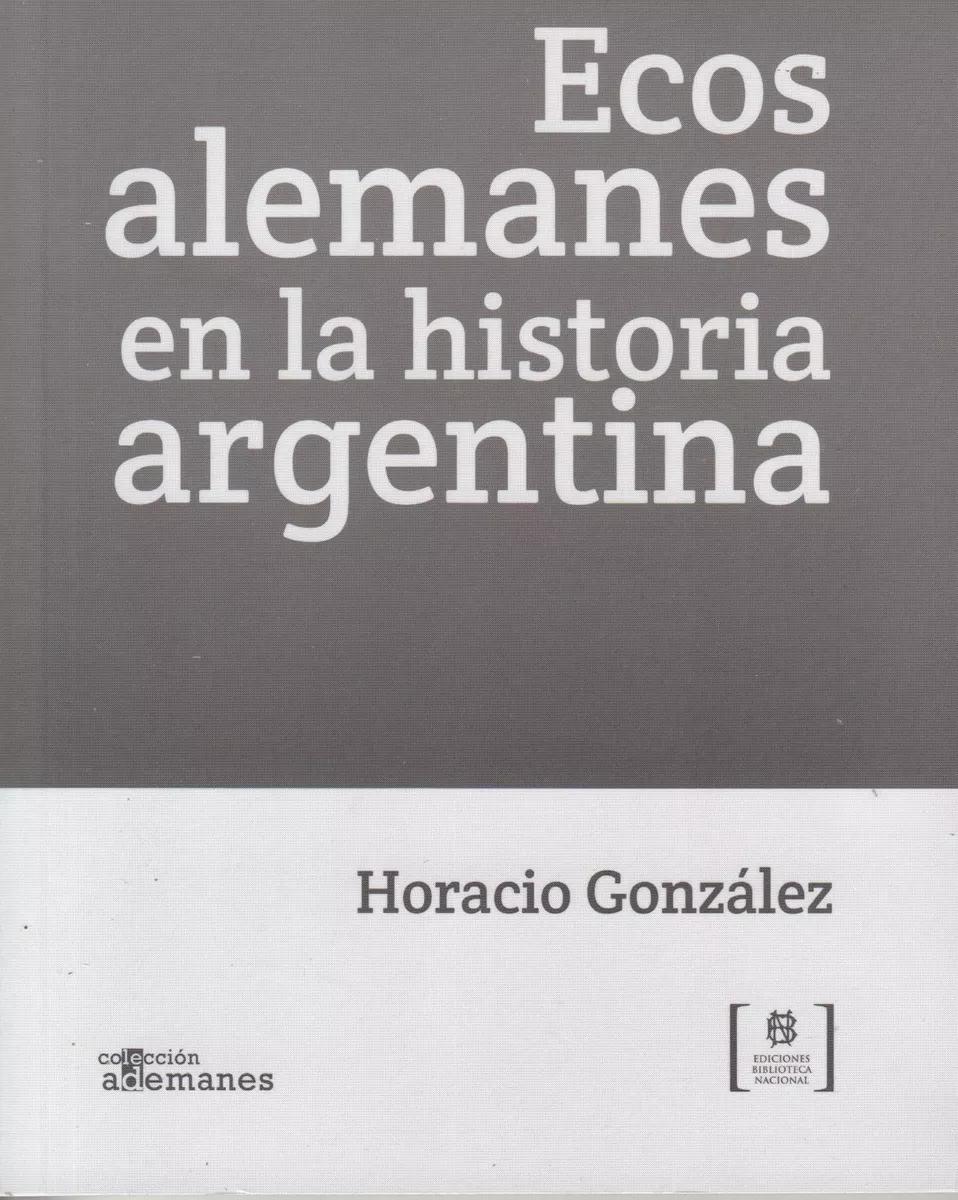 Ecos
alemanes
en la historia
argentina
Horacio González
colección
ademanes
EDICIONES
BIBLIOTECA
NACIONAL